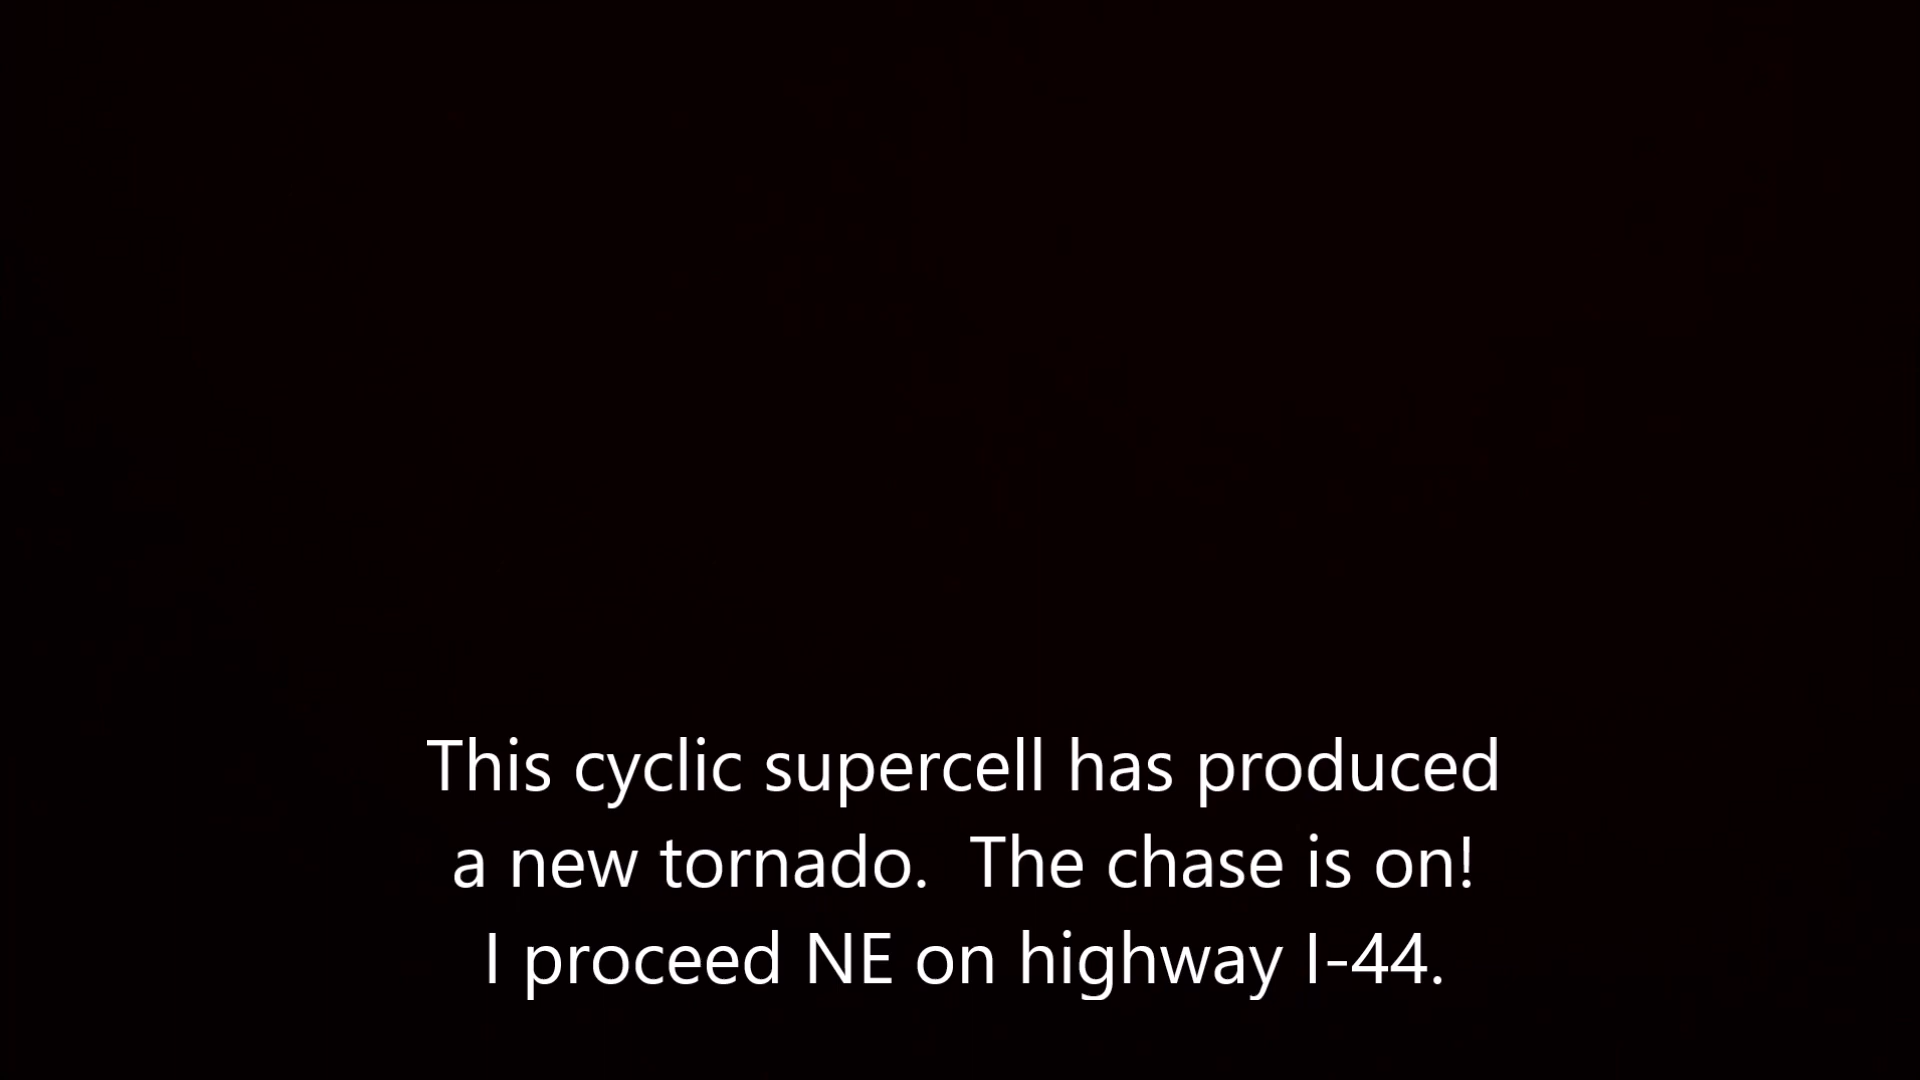 This cyclic supercell has produced
a new tornado.  The chase is on!
I proceed NE on highway I-44.